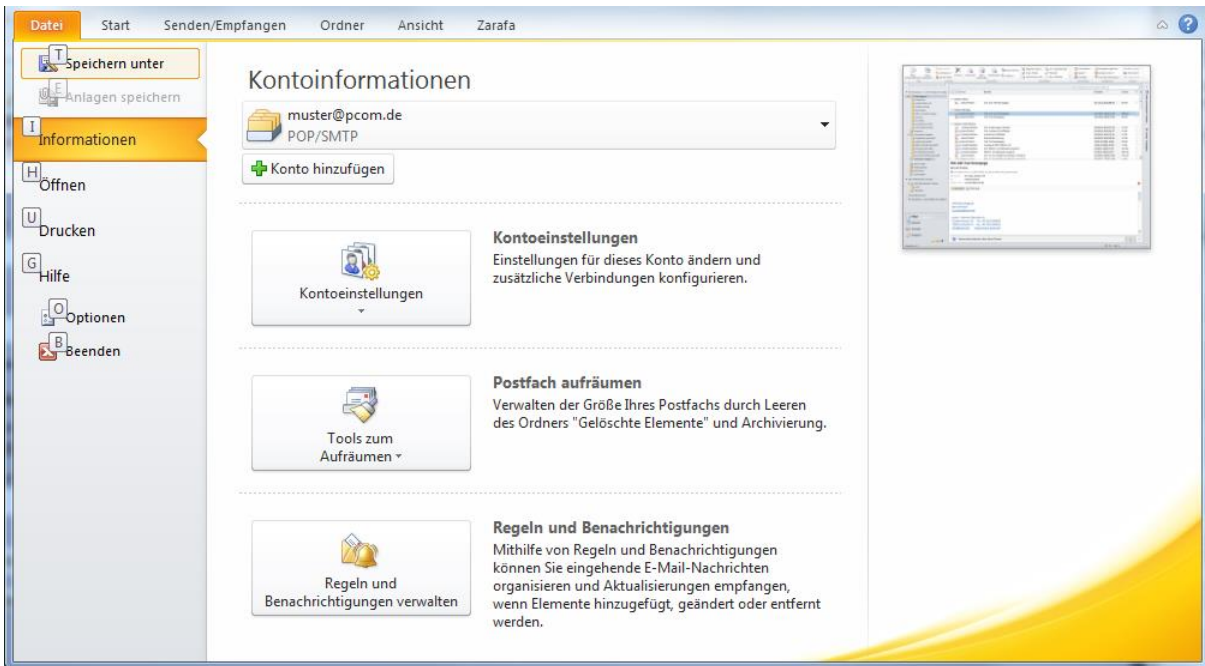 Datei Start Senden/Empfangen Ordner Ansicht Zarafa
T Speichern unter
E Anlagen speichern
I Informationen
H Öffnen
U Drucken
G Hilfe
O Optionen
B Beenden
Kontoinformationen
muster@pcom.de
POP/SMTP
Konto hinzufügen
Kontoeinstellungen
Kontoeinstellungen
Einstellungen für dieses Konto ändern und
zusätzliche Verbindungen konfigurieren.
Tools zum
Aufräumen
Postfach aufräumen
Verwalten der Größe Ihres Postfachs durch Leeren
des Ordners "Gelöschte Elemente" und Archivierung.
Regeln und
Benachrichtigungen verwalten
Regeln und Benachrichtigungen
Mithilfe von Regeln und Benachrichtigungen
können Sie eingehende E-Mail-Nachrichten
organisieren und Aktualisierungen empfangen,
wenn Elemente hinzugefügt, geändert oder entfernt
werden.